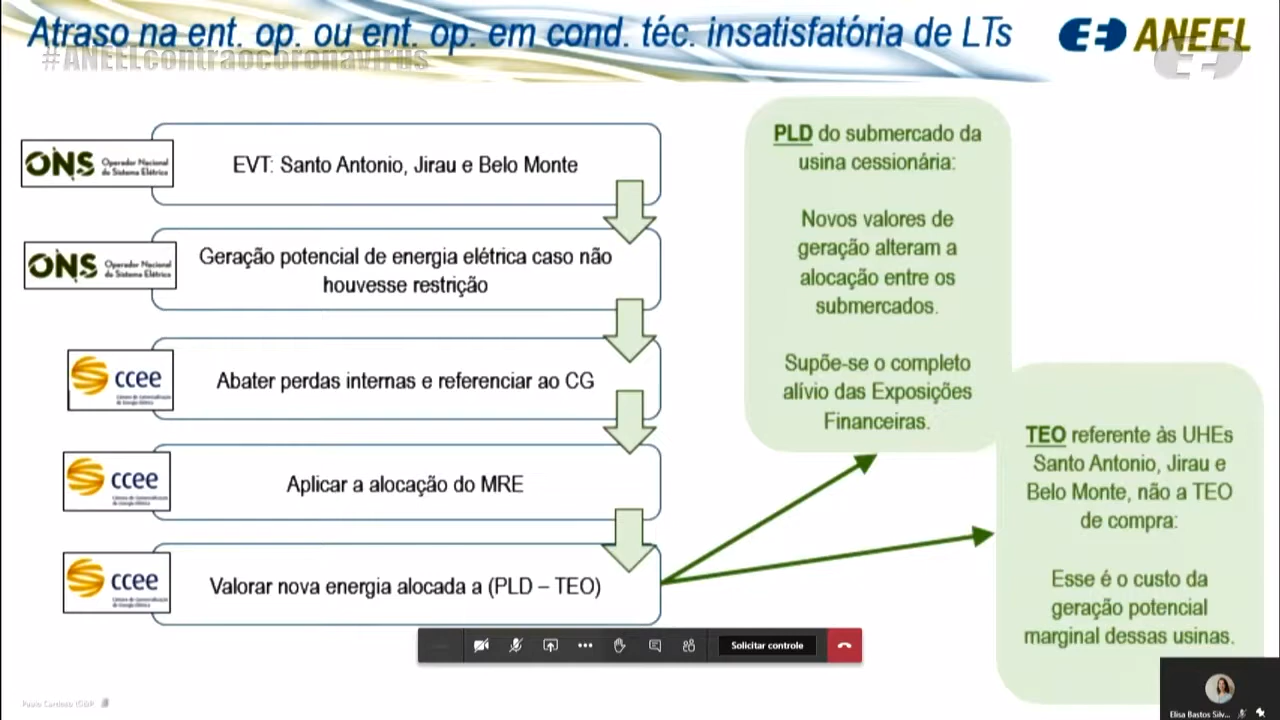 Atraso na ent. op. ou ent. op. em cond. téc. insatisfatória de LTs
ANEEL
#ANEELcontraocoronavirus
ONS Operador Nacional
do Sistema Elétrico
EVT: Santo Antonio, Jirau e Belo Monte
ONS Operador Nacional
do Sistema Elétrico
Geração potencial de energia elétrica caso não
houvesse restrição
ccee
Abater perdas internas e referenciar ao CG
ccee
Aplicar a alocação do MRE
ccee
Valorar nova energia alocada a (PLD – TEO)
PLD do submercado da
usina cessionária:
Novos valores de
geração alteram a
alocação entre os
submercados.
Supõe-se o completo
alívio das Exposições
Financeiras.
TEO referente às UHEs
Santo Antonio, Jirau e
Belo Monte, não a TEO
de compra:
Esse é o custo da
geração potencial
marginal dessas usinas.
Solicitar controle
Elisa Bastos Silv...